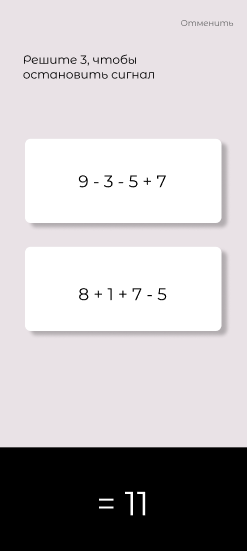 Отменить
Решите 3, чтобы
остановить сигнал
9 - 3 - 5 + 7
8 + 1 + 7 - 5
= 11